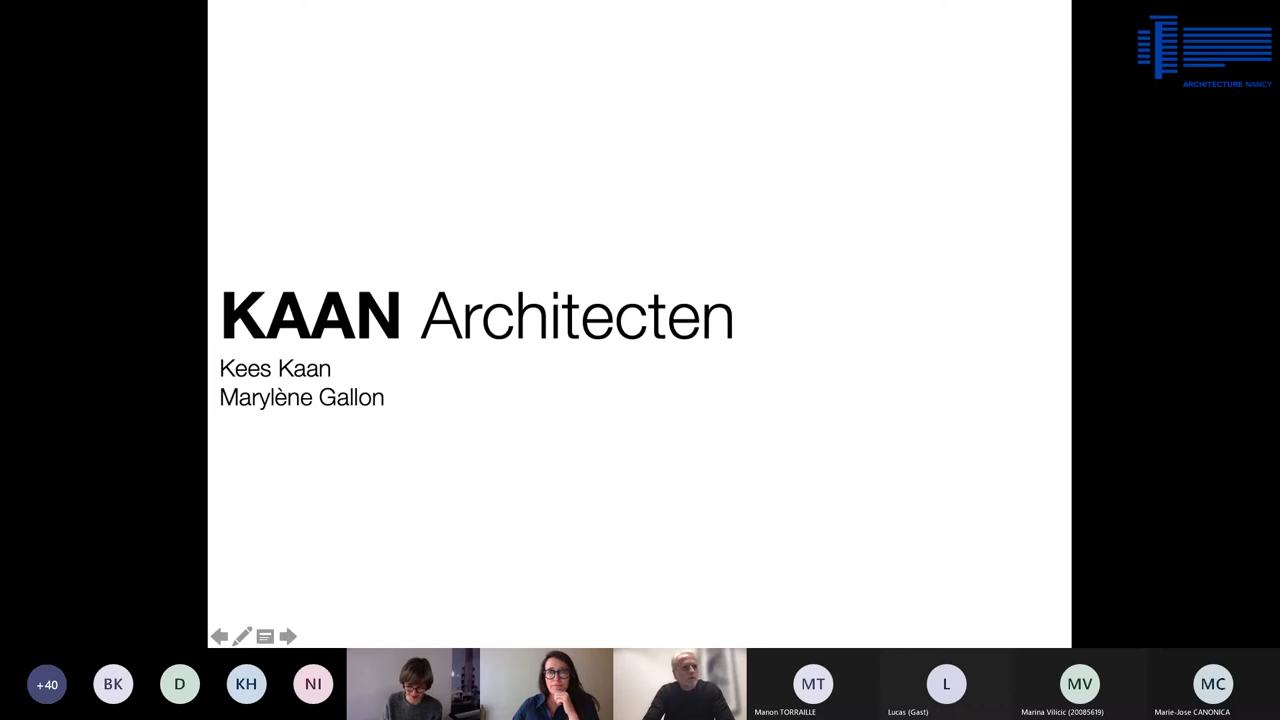 ARCHITECTURE NANCY
KAAN Architecten
Kees Kaan
Marylène Gallon
+40
BK
D
KH
NI
MT
Manon TORRAILLE
L
Lucas (Gast)
MV
Marina Vilicic (20085619)
MC
Marie-Jose CANONICA